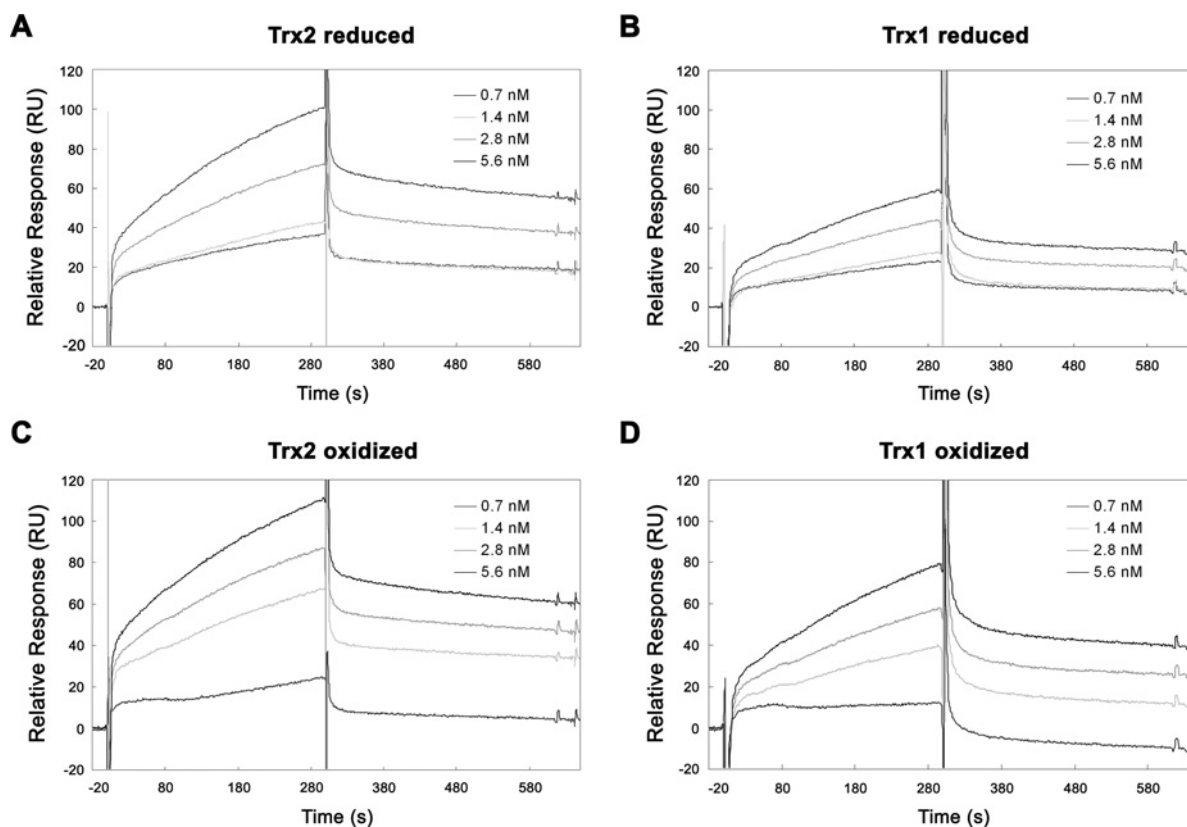 A
Trx2 reduced
Relative Response (RU)
120
100
80
60
40
20
0
-20
0.7 nM
1.4 nM
2.8 nM
5.6 nM
-20 80 180 280 380 480 580
Time (s)
B
Trx1 reduced
Relative Response (RU)
120
100
80
60
40
20
0
-20
0.7 nM
1.4 nM
2.8 nM
5.6 nM
-20 80 180 280 380 480 580
Time (s)
C
Trx2 oxidized
Relative Response (RU)
120
100
80
60
40
20
0
-20
0.7 nM
1.4 nM
2.8 nM
5.6 nM
-20 80 180 280 380 480 580
Time (s)
D
Trx1 oxidized
Relative Response (RU)
120
100
80
60
40
20
0
-20
0.7 nM
1.4 nM
2.8 nM
5.6 nM
-20 80 180 280 380 480 580
Time (s)